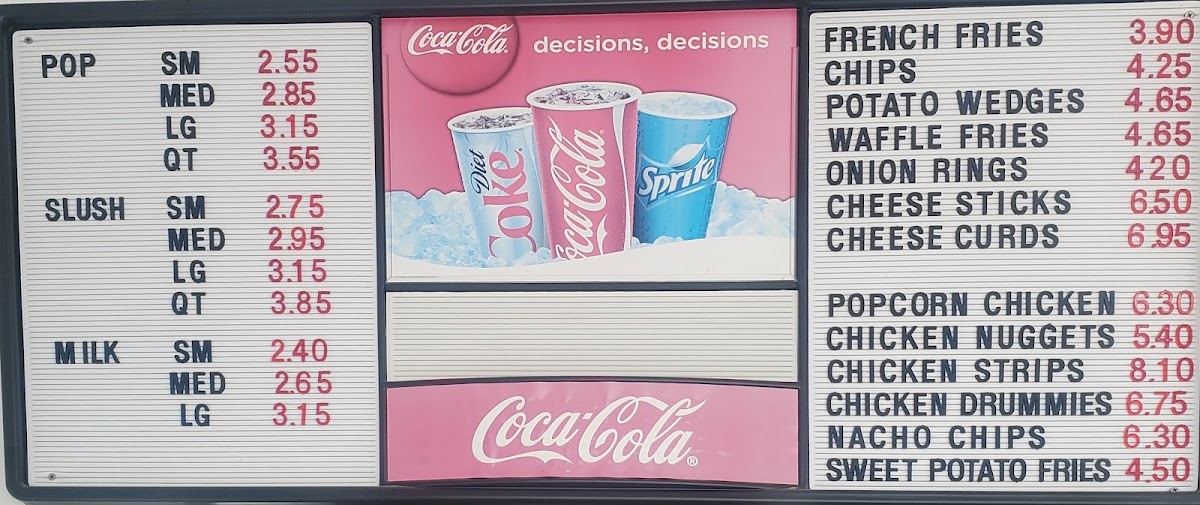 POP SM 2.55
MED 2.85
LG 3.15
QT 3.55
SLUSH SM 2.75
MED 2.95
LG 3.15
QT 3.85
MILK SM 2.40
MED 2.65
LG 3.15
Coca-Cola decisions, decisions
Diet Coke
Coca-Cola
Sprite
Coca-Cola®
FRENCH FRIES 3.90
CHIPS 4.25
POTATO WEDGES 4.65
WAFFLE FRIES 4.65
ONION RINGS 420
CHEESE STICKS 6.50
CHEESE CURDS 6.95
POPCORN CHICKEN 6.30
CHICKEN NUGGETS 5.40
CHICKEN STRIPS 8.10
CHICKEN DRUMMIES 6.75
NACHO CHIPS 6.30
SWEET POTATO FRIES 4.50